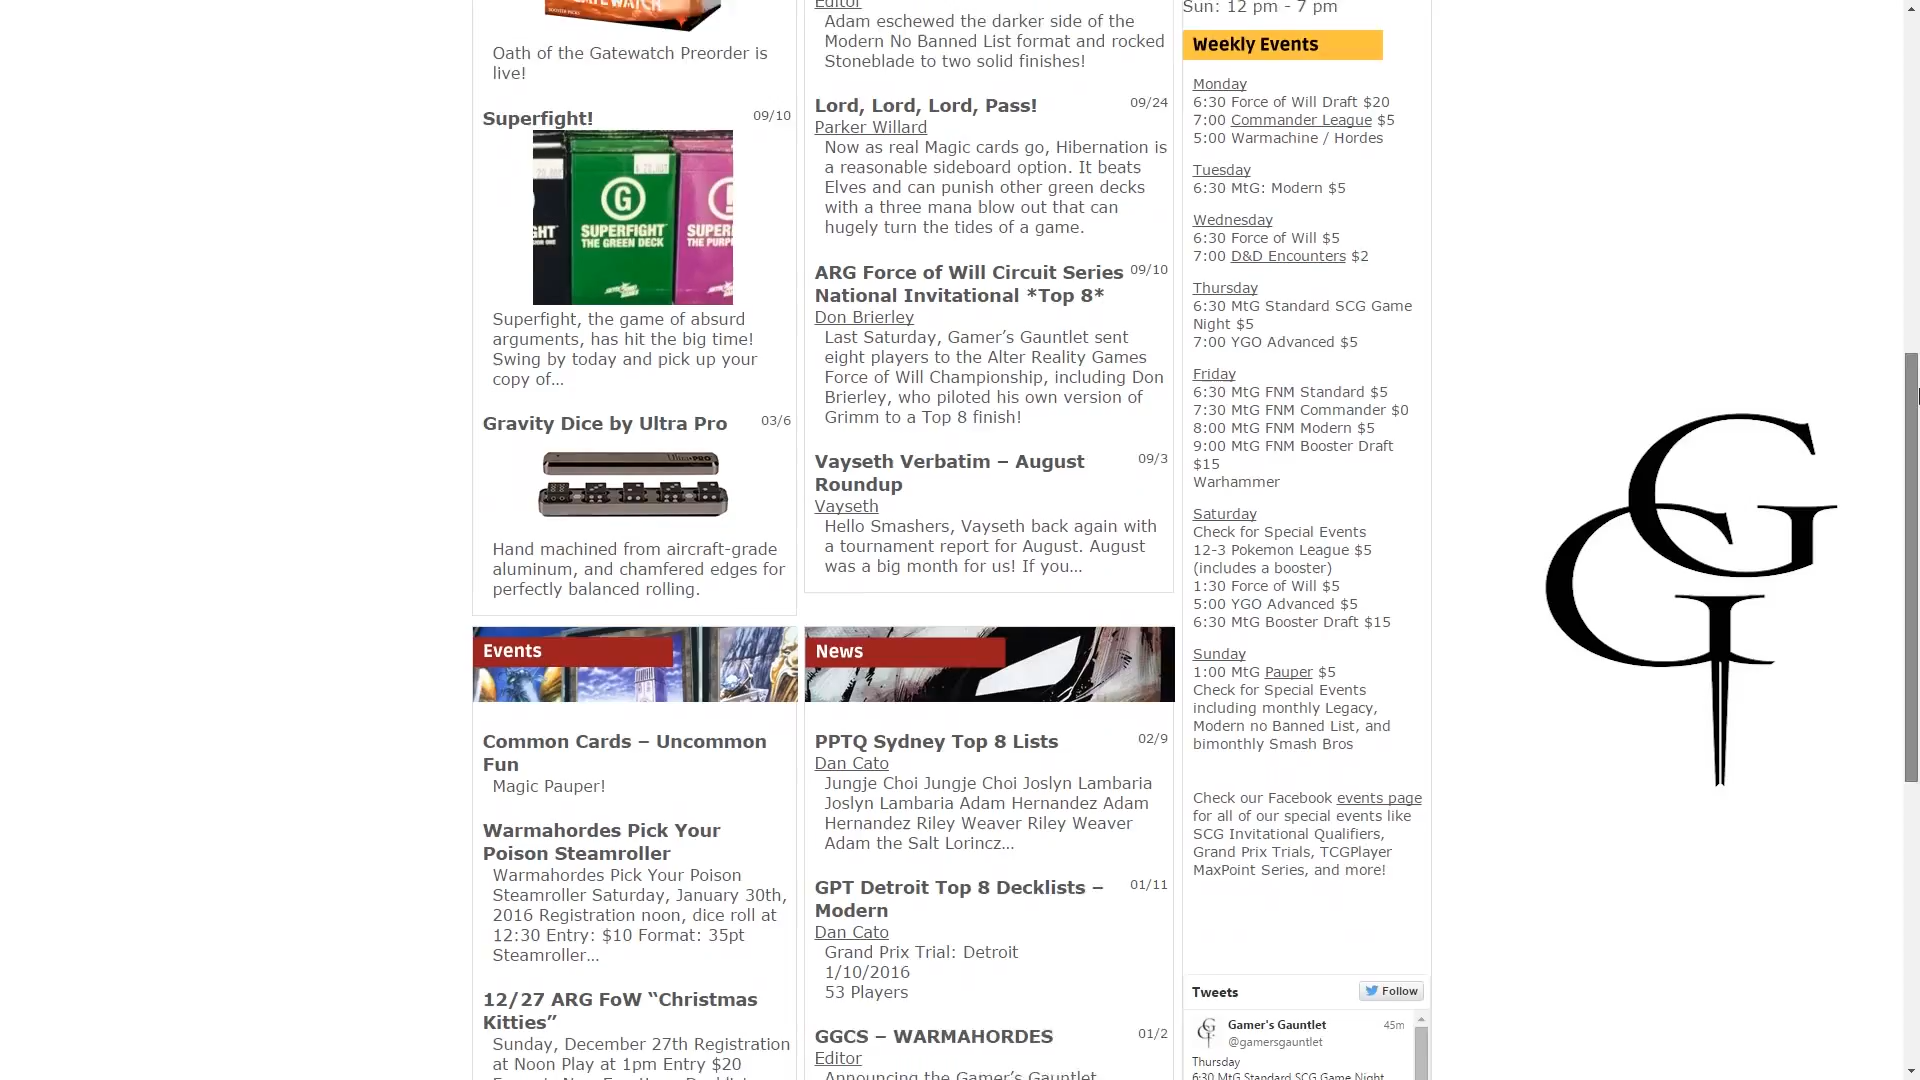 GATEWATCH
BOOSTER PACKS
Oath of the Gatewatch Preorder is
live!
Superfight!
09/10
G
SUPERFIGHT
THE GREEN DECK
Superfight, the game of absurd
arguments, has hit the big time!
Swing by today and pick up your
copy of…
Gravity Dice by Ultra Pro
03/6
Ultra PRO
Hand machined from aircraft-grade
aluminum, and chamfered edges for
perfectly balanced rolling.
Events
Common Cards – Uncommon
Fun
Magic Pauper!
Warmahordes Pick Your
Poison Steamroller
Warmahordes Pick Your Poison
Steamroller Saturday, January 30th,
2016 Registration noon, dice roll at
12:30 Entry: $10 Format: 35pt
Steamroller…
12/27 ARG FoW “Christmas
Kitties”
Sunday, December 27th Registration
at Noon Play at 1pm Entry $20
Editor
Adam eschewed the darker side of the
Modern No Banned List format and rocked
Stoneblade to two solid finishes!
Lord, Lord, Lord, Pass!
09/24
Parker Willard
Now as real Magic cards go, Hibernation is
a reasonable sideboard option. It beats
Elves and can punish other green decks
with a three mana blow out that can
hugely turn the tides of a game.
ARG Force of Will Circuit Series
09/10
National Invitational *Top 8*
Don Brierley
Last Saturday, Gamer’s Gauntlet sent
eight players to the Alter Reality Games
Force of Will Championship, including Don
Brierley, who piloted his own version of
Grimm to a Top 8 finish!
Vayseth Verbatim – August
09/3
Roundup
Vayseth
Hello Smashers, Vayseth back again with
a tournament report for August. August
was a big month for us! If you…
News
PPTQ Sydney Top 8 Lists
02/9
Dan Cato
Jungje Choi Jungje Choi Joslyn Lambaria
Joslyn Lambaria Adam Hernandez Adam
Hernandez Riley Weaver Riley Weaver
Adam the Salt Lorincz…
GPT Detroit Top 8 Decklists –
01/11
Modern
Dan Cato
Grand Prix Trial: Detroit
1/10/2016
53 Players
GGCS – WARMAHORDES
01/2
Editor
Announcing the Gamer’s Gauntlet
Sun: 12 pm - 7 pm
Weekly Events
Monday
6:30 Force of Will Draft $20
7:00 Commander League $5
5:00 Warmachine / Hordes
Tuesday
6:30 MtG: Modern $5
Wednesday
6:30 Force of Will $5
7:00 D&D Encounters $2
Thursday
6:30 MtG Standard SCG Game
Night $5
7:00 YGO Advanced $5
Friday
6:30 MtG FNM Standard $5
7:30 MtG FNM Commander $0
8:00 MtG FNM Modern $5
9:00 MtG FNM Booster Draft
$15
Warhammer
Saturday
Check for Special Events
12-3 Pokemon League $5
(includes a booster)
1:30 Force of Will $5
5:00 YGO Advanced $5
6:30 MtG Booster Draft $15
Sunday
1:00 MtG Pauper $5
Check for Special Events
including monthly Legacy,
Modern no Banned List, and
bimonthly Smash Bros
Check our Facebook events page
for all of our special events like
SCG Invitational Qualifiers,
Grand Prix Trials, TCGPlayer
MaxPoint Series, and more!
Tweets
Follow
Gamer's Gauntlet
45m
@gamersgauntlet
Thursday
6:30 MtG Standard SCG Game Night
GG